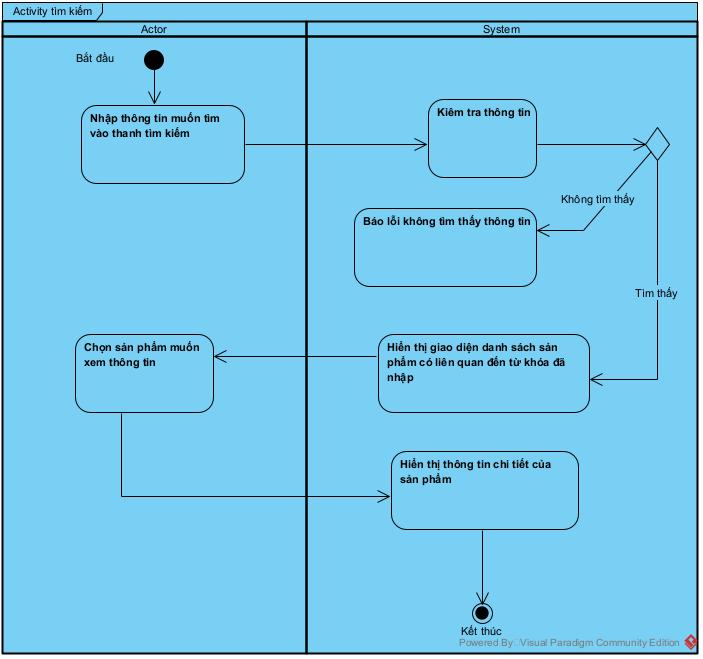 Activity tìm kiếm
Actor
System
Bắt đầu
Nhập thông tin muốn tìm
vào thanh tìm kiếm
Kiêm tra thông tin
Không tìm thấy
Báo lỗi không tìm thấy thông tin
Tìm thấy
Hiển thị giao diện danh sách sản
phẩm có liên quan đến từ khóa đã
nhập
Chọn sản phẩm muốn
xem thông tin
Hiển thị thông tin chi tiết của
sản phẩm
Kết thúc
Powered By Visual Paradigm Community Edition